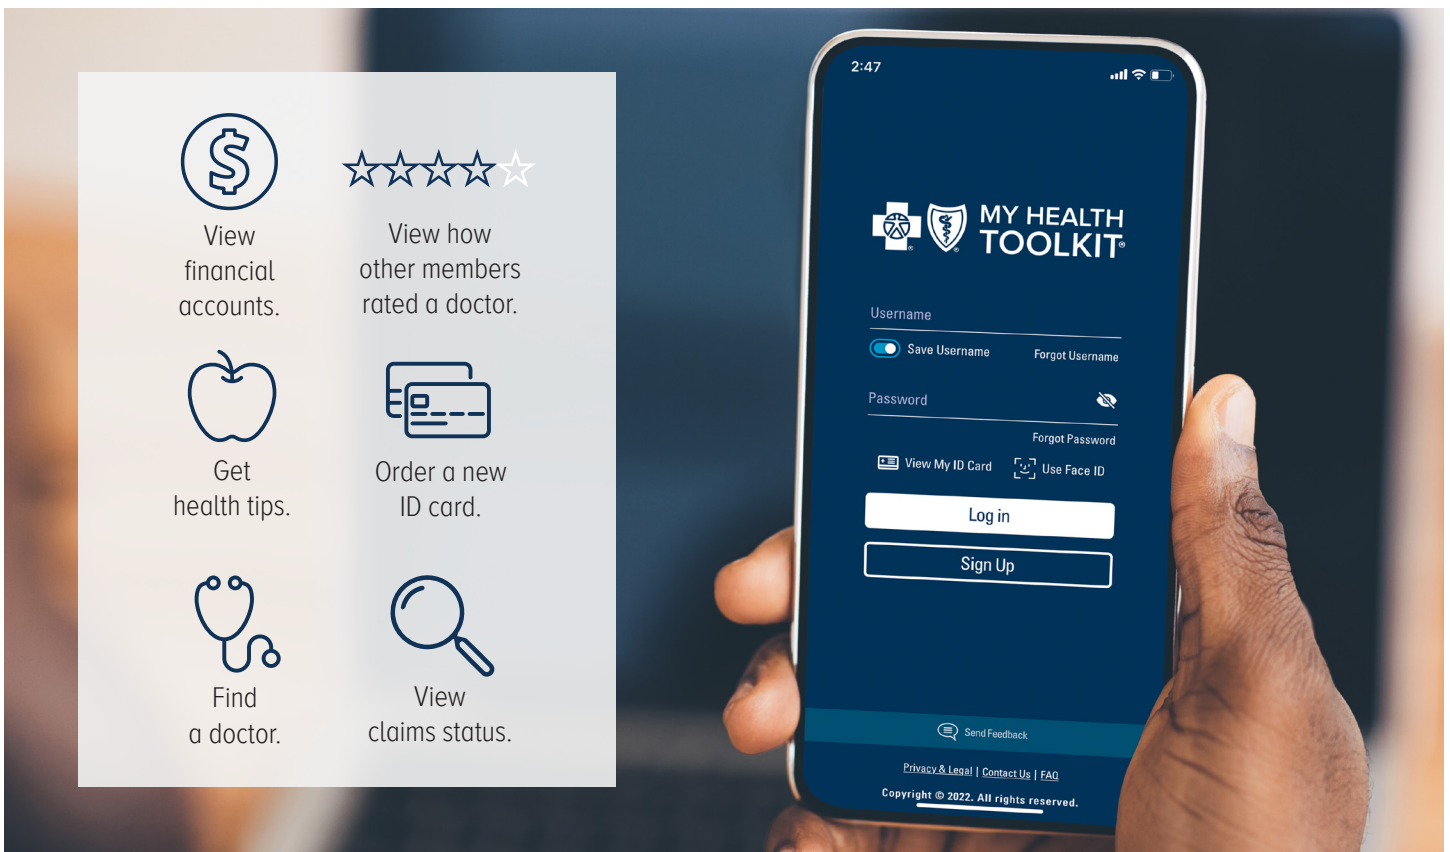 View
financial
accounts.
View how
other members
rated a doctor.
Get
health tips.
Order a new
ID card.
Find
a doctor.
View
claims status.
2:47
MY HEALTH
TOOLKIT®
Username
Save Username Forgot Username
Password
Forgot Password
View My ID Card Use Face ID
Log in
Sign Up
Send Feedback
Privacy & Legal | Contact Us | FAQ
Copyright © 2022. All rights reserved.